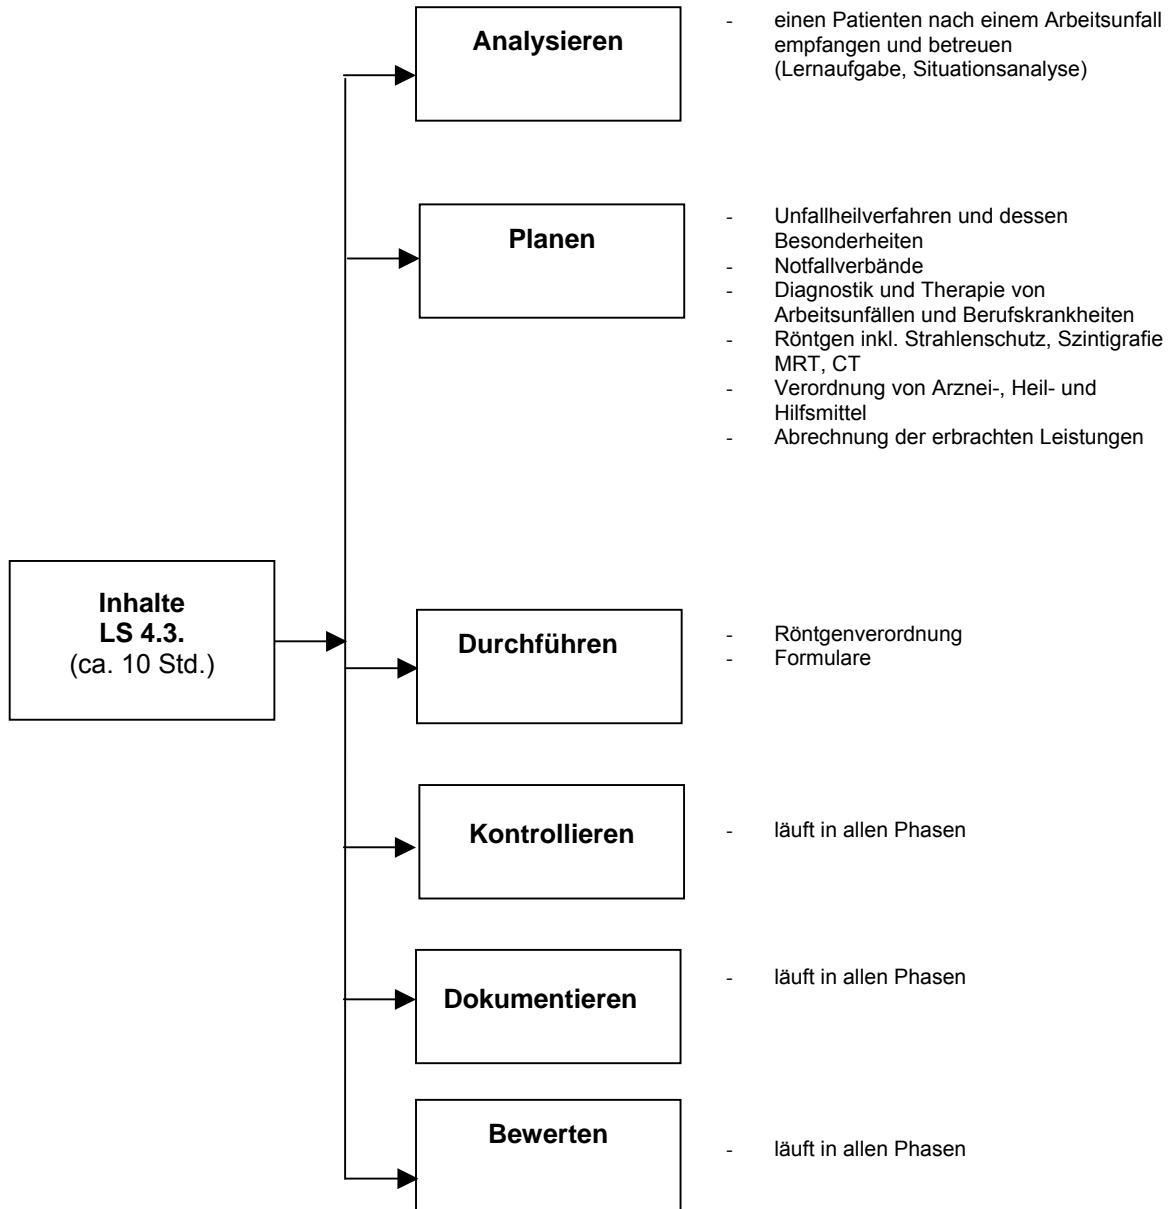 Analysieren
- einen Patienten nach einem Arbeitsunfall
empfangen und betreuen
(Lernaufgabe, Situationsanalyse)
Planen
- Unfallheilverfahren und dessen
Besonderheiten
- Notfallverbände
- Diagnostik und Therapie von
Arbeitsunfällen und Berufskrankheiten
- Röntgen inkl. Strahlenschutz, Szintigrafie
MRT, CT
- Verordnung von Arznei-, Heil- und
Hilfsmittel
- Abrechnung der erbrachten Leistungen
Inhalte
LS 4.3.
(ca. 10 Std.)
Durchführen
- Röntgenverordnung
- Formulare
Kontrollieren
- läuft in allen Phasen
Dokumentieren
- läuft in allen Phasen
Bewerten
- läuft in allen Phasen